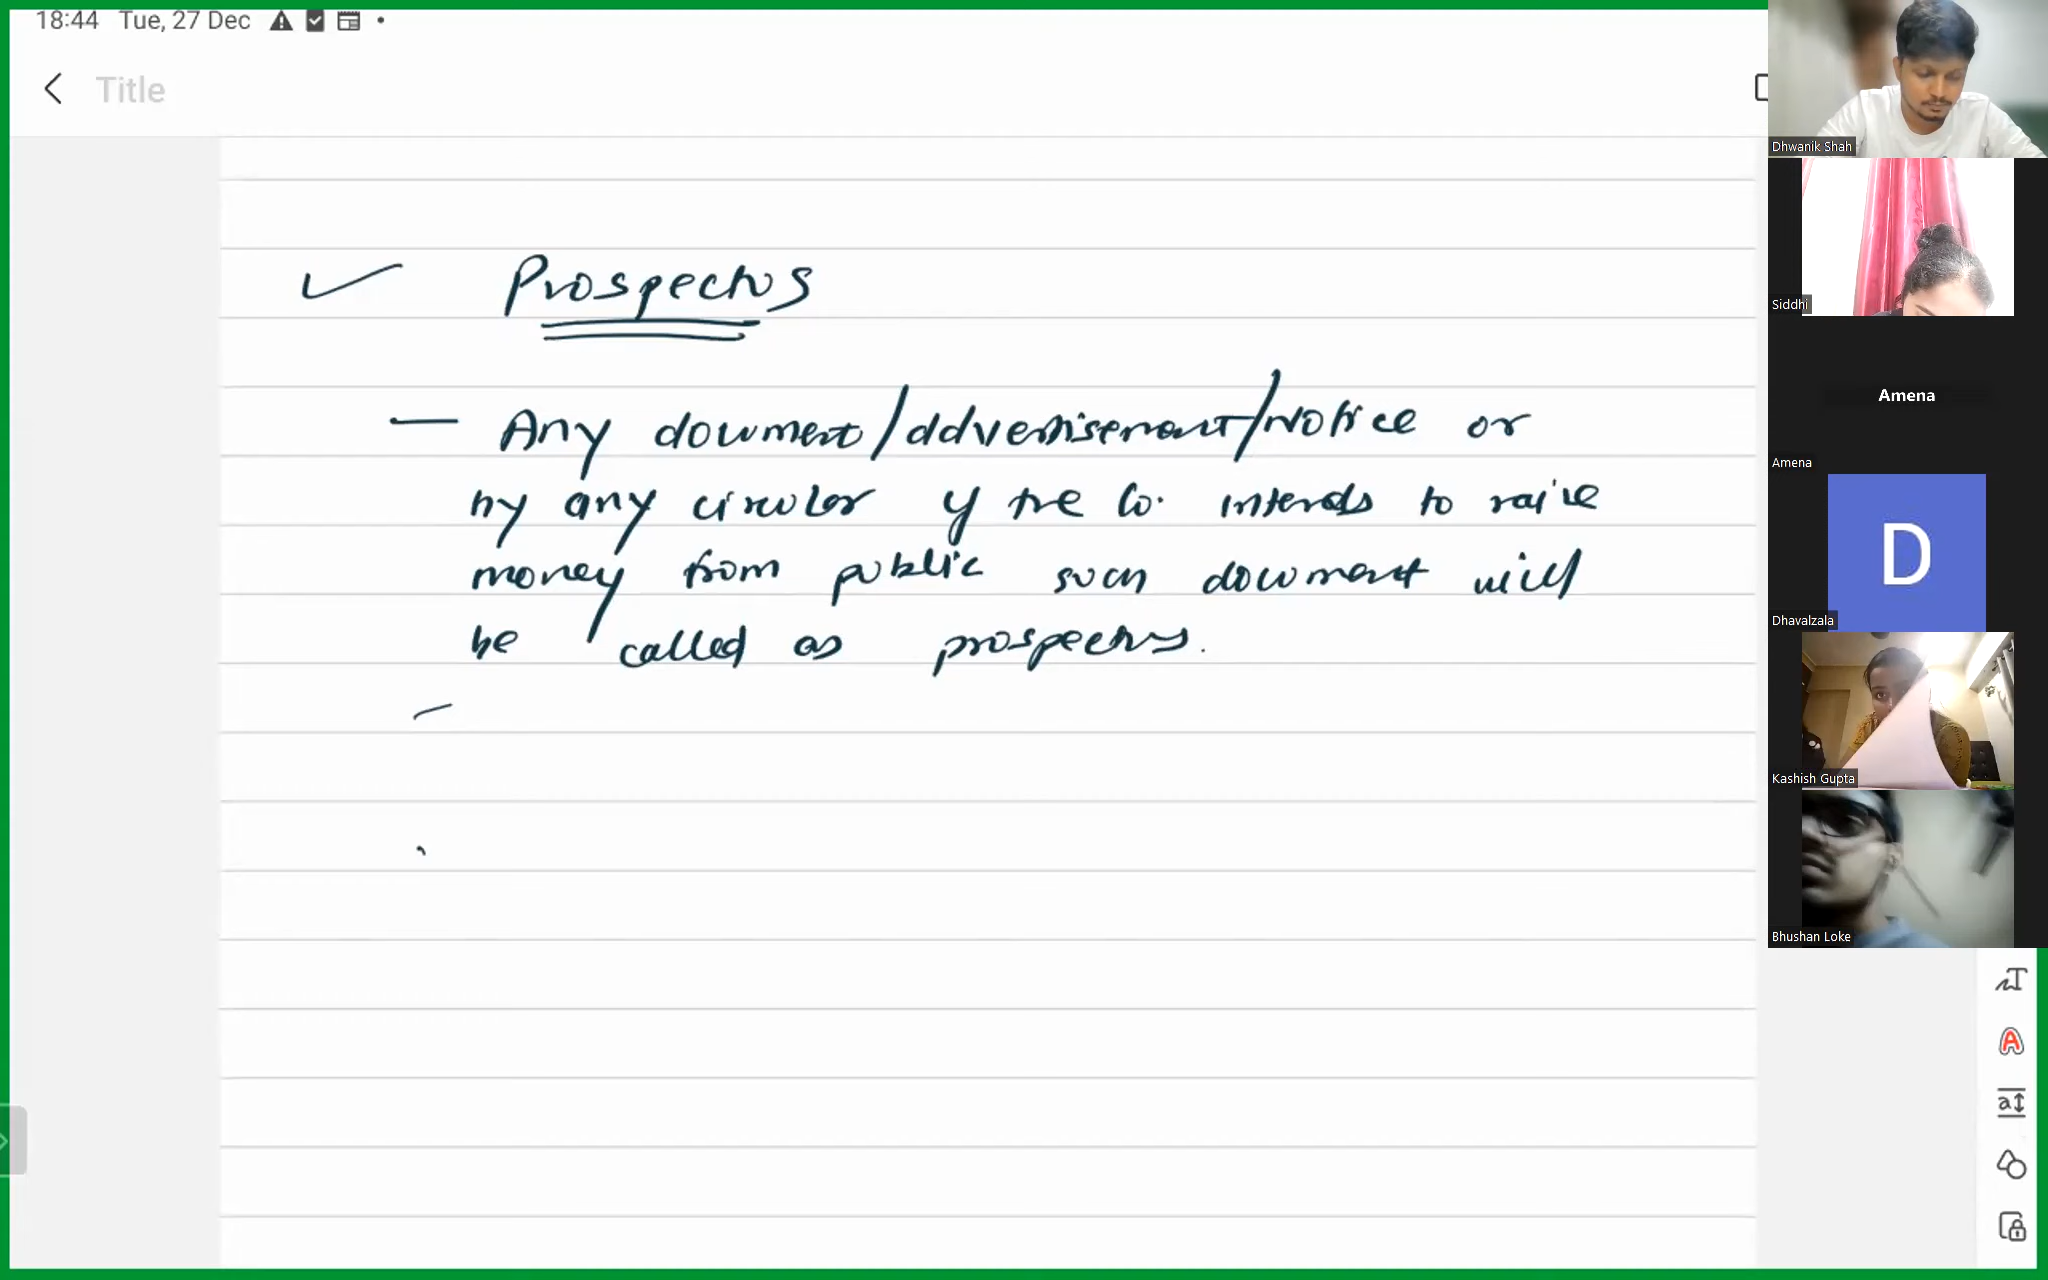 18:44 Tue, 27 Dec
Title
Prospectus
— Any document/Advertisement/Notice or
by any circular if the Co. intends to raise
money from public such document will
be called as prospectus.
Dhwanik Shah
Siddhi
Amena
Amena
D
Dhavalzala
Kashish Gupta
Bhushan Loke